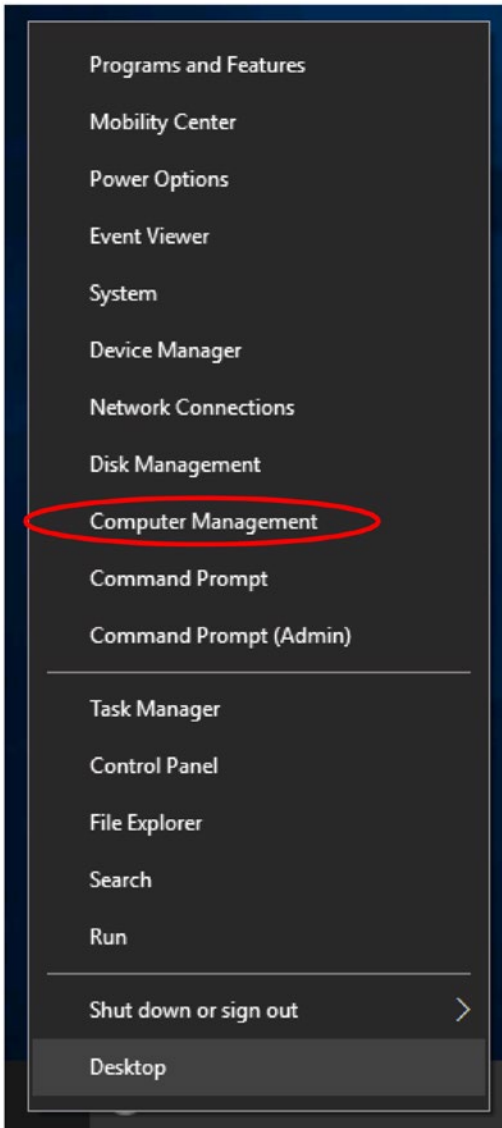 Programs and Features
Mobility Center
Power Options
Event Viewer
System
Device Manager
Network Connections
Disk Management
Computer Management
Command Prompt
Command Prompt (Admin)
Task Manager
Control Panel
File Explorer
Search
Run
Shut down or sign out
Desktop